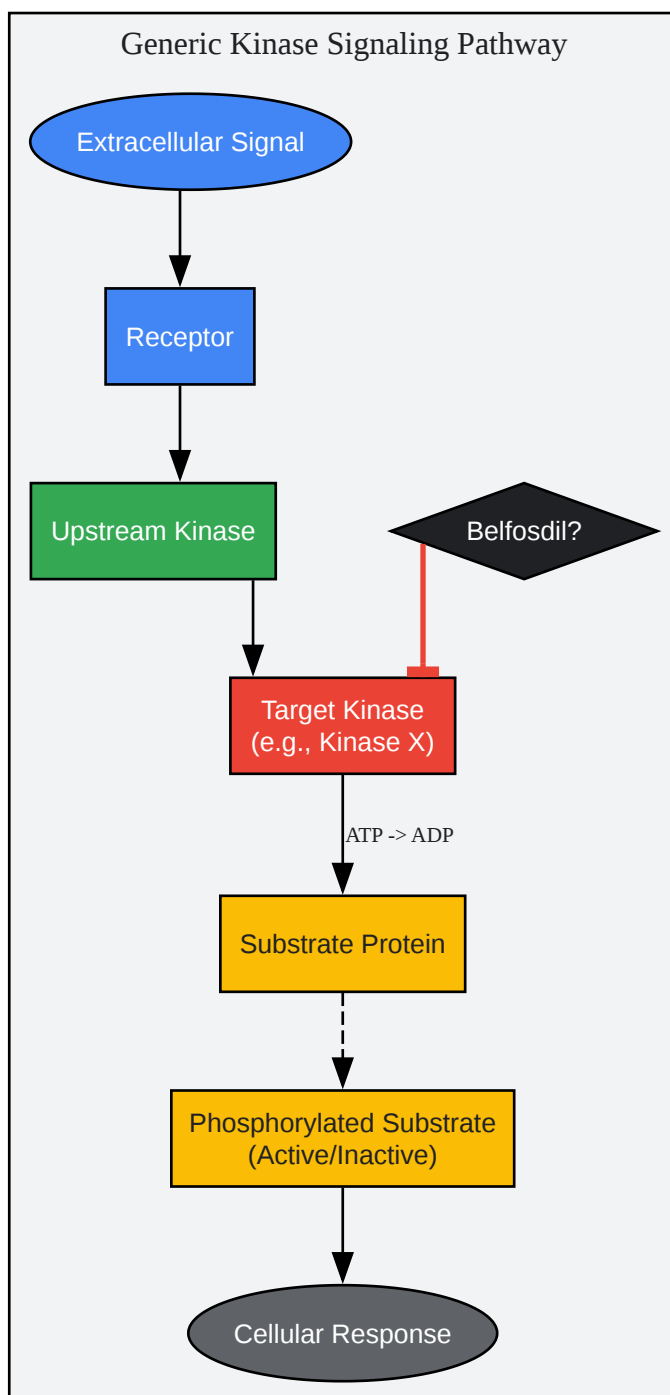 Generic Kinase Signaling Pathway
Extracellular Signal
Receptor
Upstream Kinase
Belfosdil?
Target Kinase
(e.g., Kinase X)
ATP -> ADP
Substrate Protein
Phosphorylated Substrate
(Active/Inactive)
Cellular Response